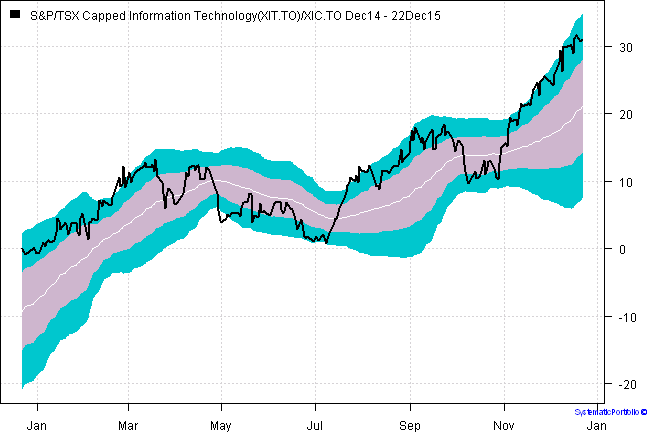 S&P/TSX Capped Information Technology(XIT.TO)/XIC.TO Dec14 - 22Dec15
30
20
10
0
-10
-20
SystematicPortfolio ©
Jan Mar May Jul Sep Nov Jan